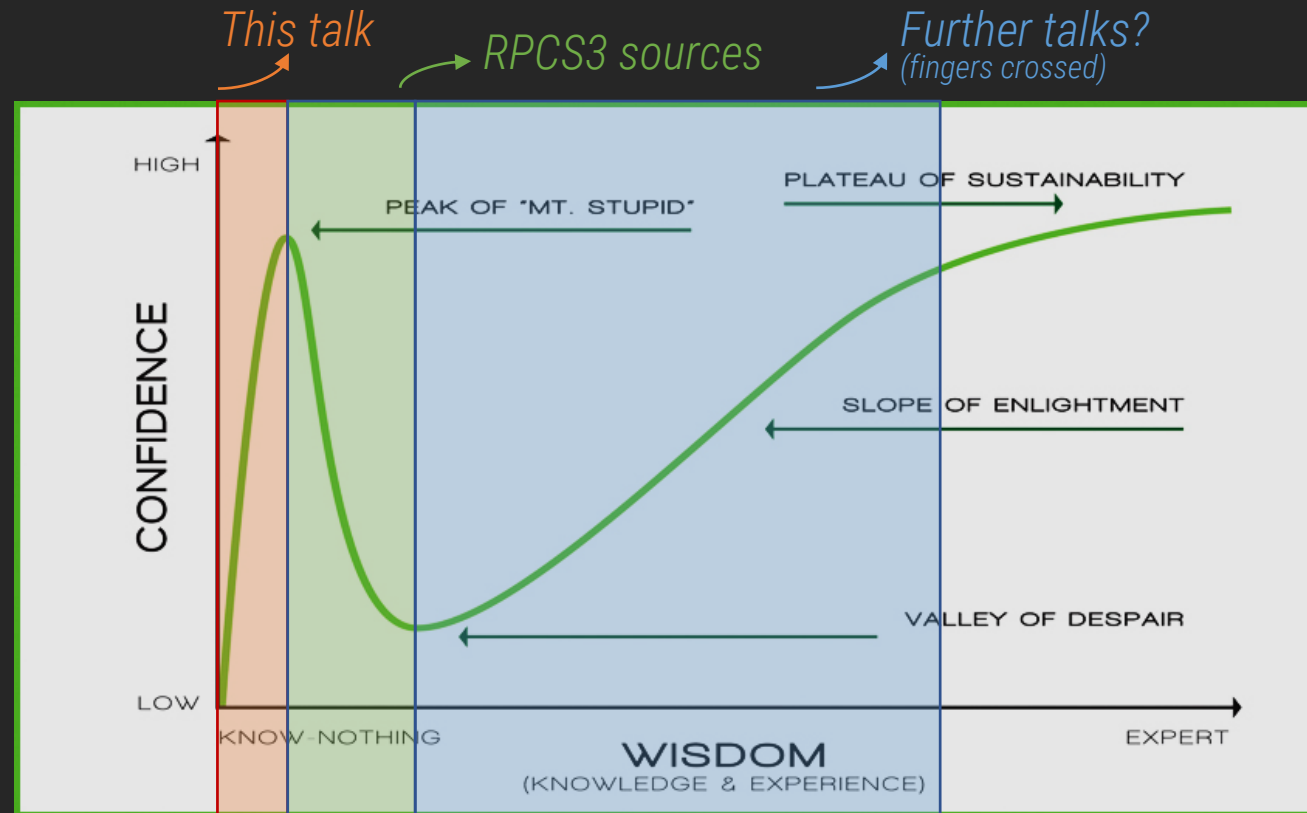 This talk
RPCS3 sources
Further talks?
(fingers crossed)
HIGH
PLATEAU OF SUSTAINABILITY
PEAK OF "MT. STUPID"
CONFIDENCE
SLOPE OF ENLIGHTMENT
VALLEY OF DESPAIR
LOW
KNOW-NOTHING
WISDOM
(KNOWLEDGE & EXPERIENCE)
EXPERT